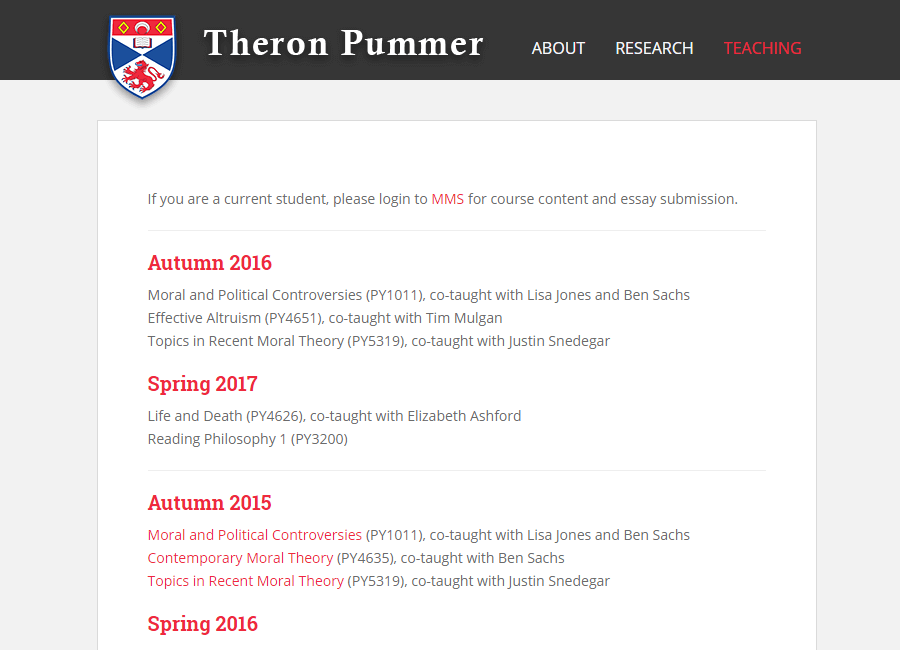 Theron Pummer
ABOUT RESEARCH TEACHING
If you are a current student, please login to MMS for course content and essay submission.
Autumn 2016
Moral and Political Controversies (PY1011), co-taught with Lisa Jones and Ben Sachs
Effective Altruism (PY4651), co-taught with Tim Mulgan
Topics in Recent Moral Theory (PY5319), co-taught with Justin Snedegar
Spring 2017
Life and Death (PY4626), co-taught with Elizabeth Ashford
Reading Philosophy 1 (PY3200)
Autumn 2015
Moral and Political Controversies (PY1011), co-taught with Lisa Jones and Ben Sachs
Contemporary Moral Theory (PY4635), co-taught with Ben Sachs
Topics in Recent Moral Theory (PY5319), co-taught with Justin Snedegar
Spring 2016